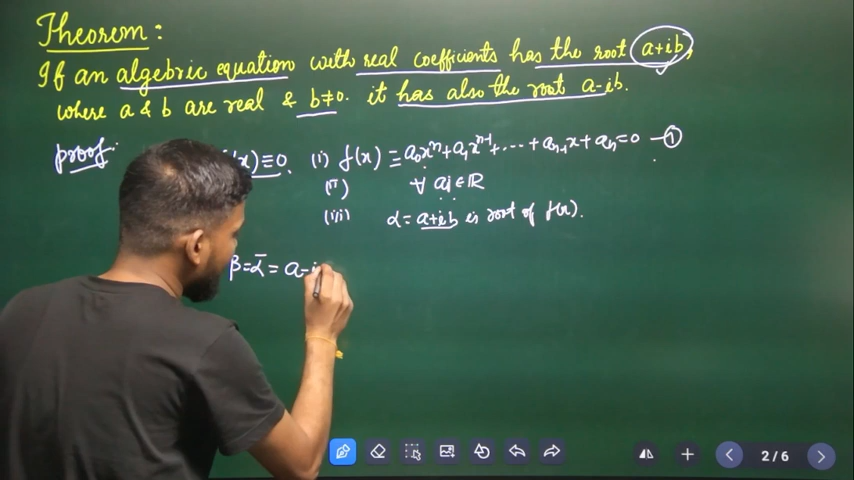 Theorem:
If an algebric equation with real coefficients has the root a+ib,
where a & b are real & b≠0. it has also the root a-ib.
proof: (x)≡0. (i) f(x) ≡ a₀xⁿ+a₁xⁿ⁻¹+...+aₙ₋₁x+aₙ=0 —①
(ii) ∀ aᵢ∈ℝ
(iii) α= a+ib is root of f(x).
β=ᾱ= a-i
2/6